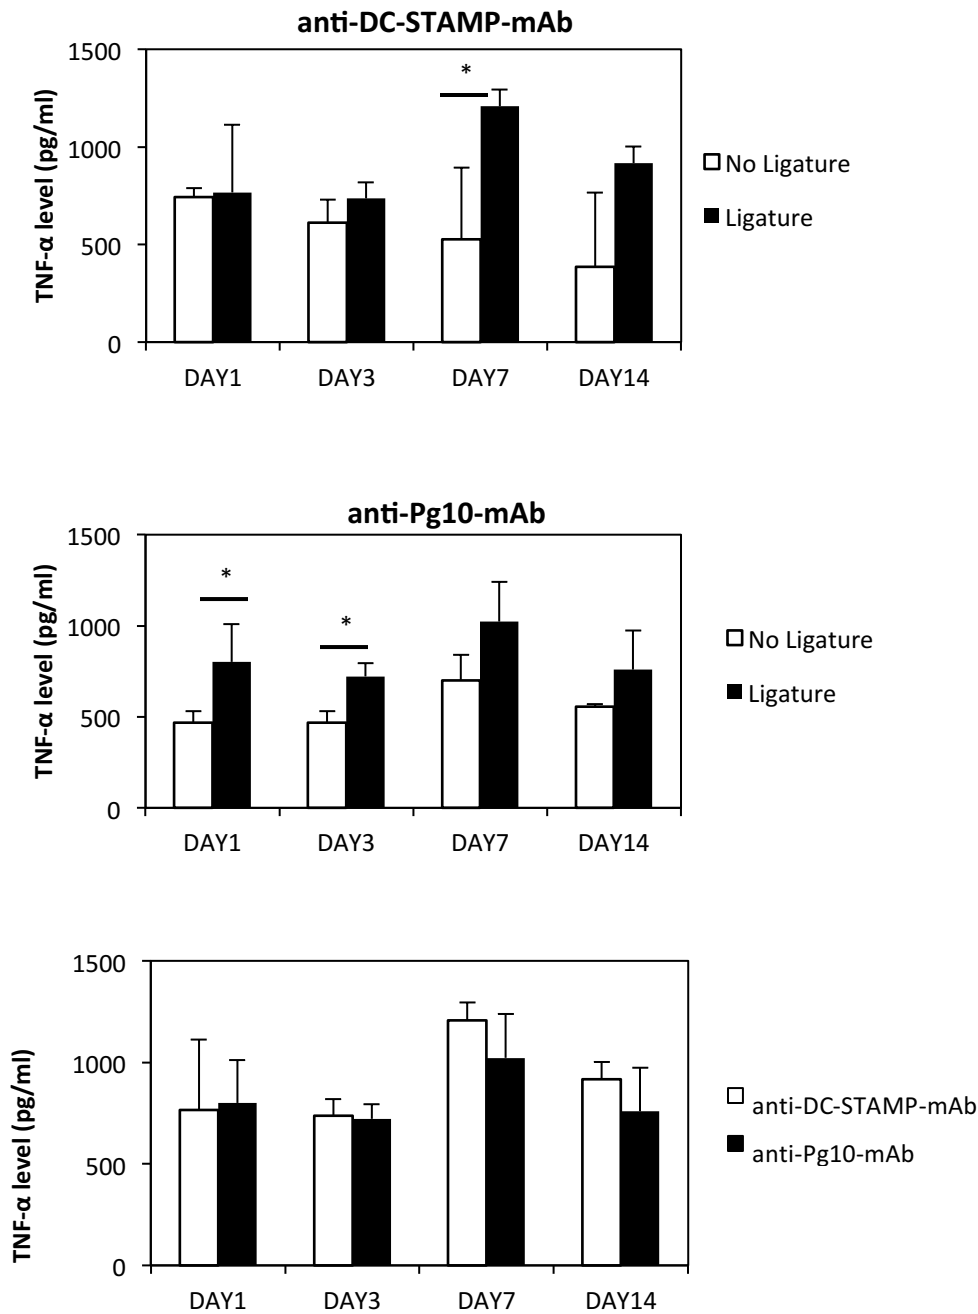 anti-DC-STAMP-mAb
TNF-α level (pg/ml)
1500
1000
500
0
*
DAY1 DAY3 DAY7 DAY14
No Ligature
Ligature
anti-Pg10-mAb
TNF-α level (pg/ml)
1500
1000
500
0
*
*
DAY1 DAY3 DAY7 DAY14
No Ligature
Ligature
TNF-α level (pg/ml)
1500
1000
500
0
DAY1 DAY3 DAY7 DAY14
anti-DC-STAMP-mAb
anti-Pg10-mAb